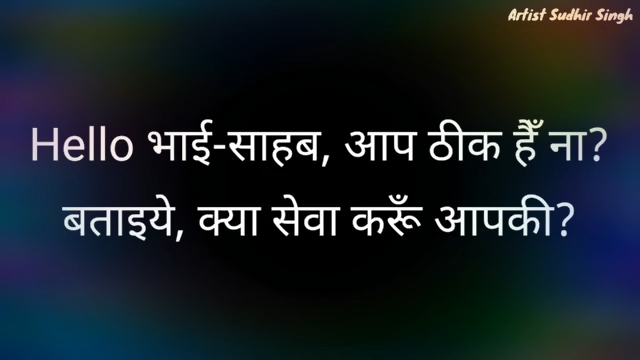 Artist Sudhir Singh
Hello भाई-साहब, आप ठीक हैँ ना?
बताइये, क्या सेवा करूँ आपकी?